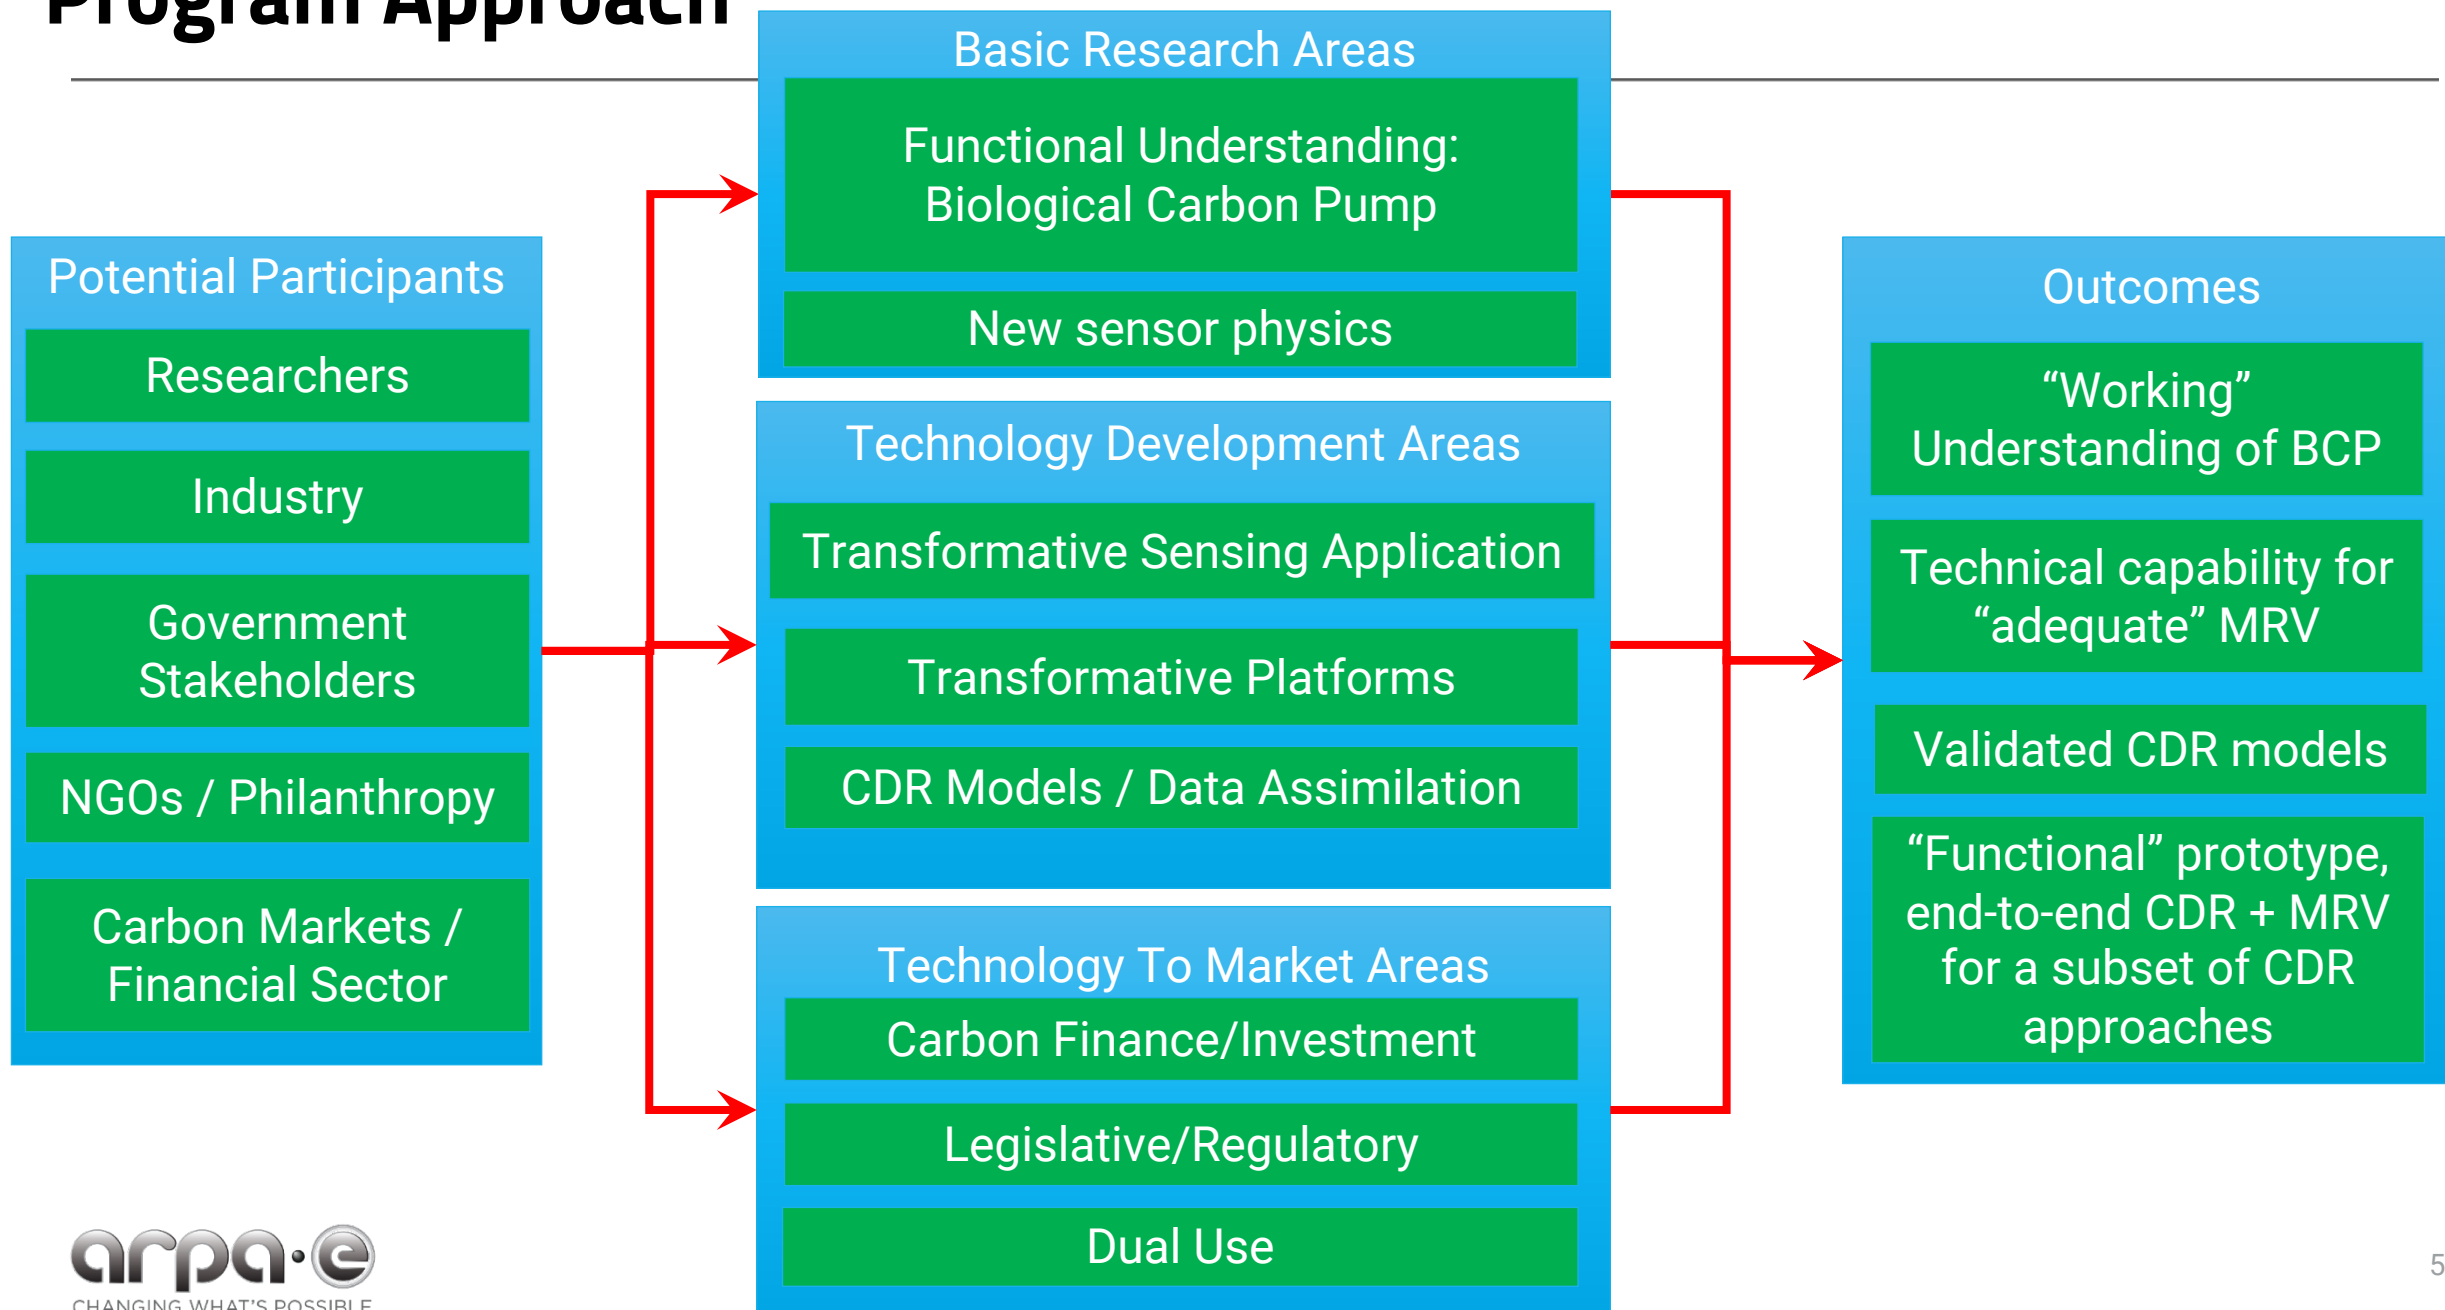 Program Approach
Basic Research Areas
Functional Understanding:
Biological Carbon Pump
New sensor physics
Potential Participants
Researchers
Industry
Government
Stakeholders
NGOs / Philanthropy
Carbon Markets /
Financial Sector
Technology Development Areas
Transformative Sensing Application
Transformative Platforms
CDR Models / Data Assimilation
Technology To Market Areas
Carbon Finance/Investment
Legislative/Regulatory
Dual Use
Outcomes
“Working”
Understanding of BCP
Technical capability for
“adequate” MRV
Validated CDR models
“Functional” prototype,
end-to-end CDR + MRV
for a subset of CDR
approaches
arpa·e
CHANGING WHAT'S POSSIBLE
5